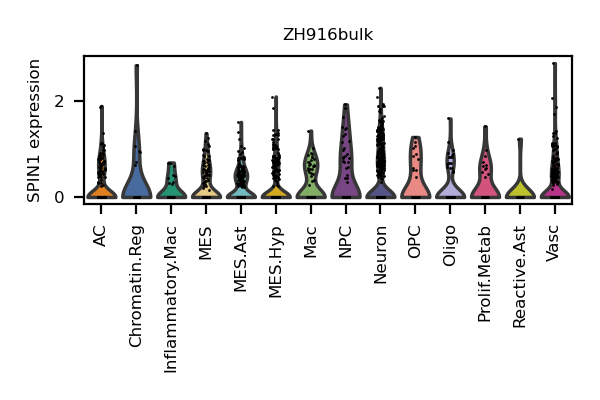 ZH916bulk
SPIN1 expression
2
0
AC
Chromatin.Reg
Inflammatory.Mac
MES
MES.Ast
MES.Hyp
Mac
NPC
Neuron
OPC
Oligo
Prolif.Metab
Reactive.Ast
Vasc